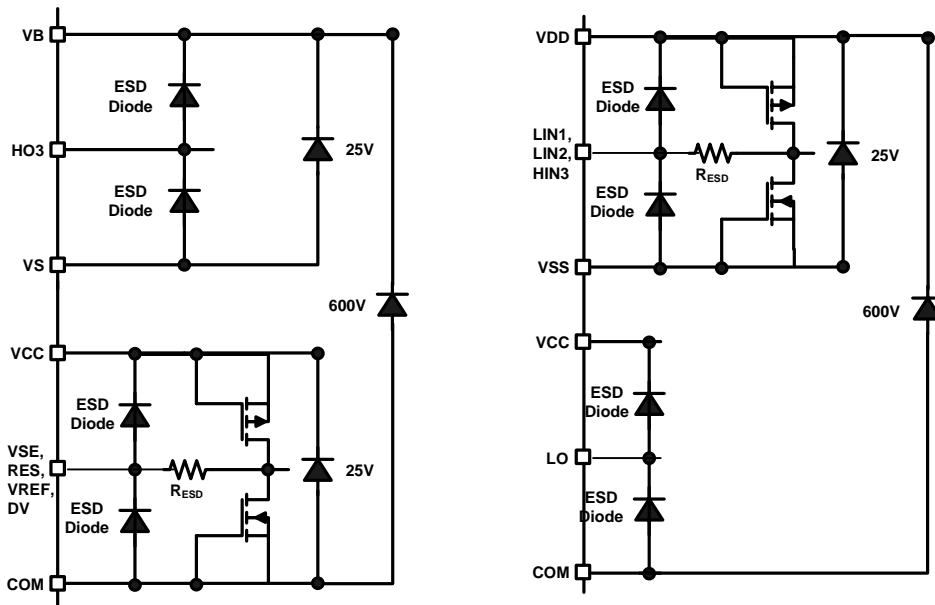 VB
ESD
Diode
HO3
25V
ESD
Diode
VS
600V
VCC
ESD
Diode
VSE,
RES,
VREF,
DV
RESD
25V
ESD
Diode
COM
VDD
ESD
Diode
LIN1,
LIN2,
HIN3
RESD
25V
ESD
Diode
VSS
600V
VCC
ESD
Diode
LO
ESD
Diode
COM